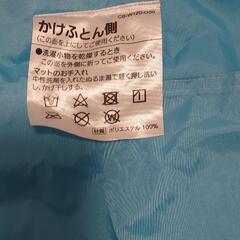 かけふとん側
(この面を上にしてご使用ください)
●洗濯小物を乾燥するとき
この面を外側に折ってご使用ください。
マットのお手入れ
中性洗剤を入れたぬるま湯で軽く押し洗いし、
かげ干しする。
材質 ポリエステル 100%